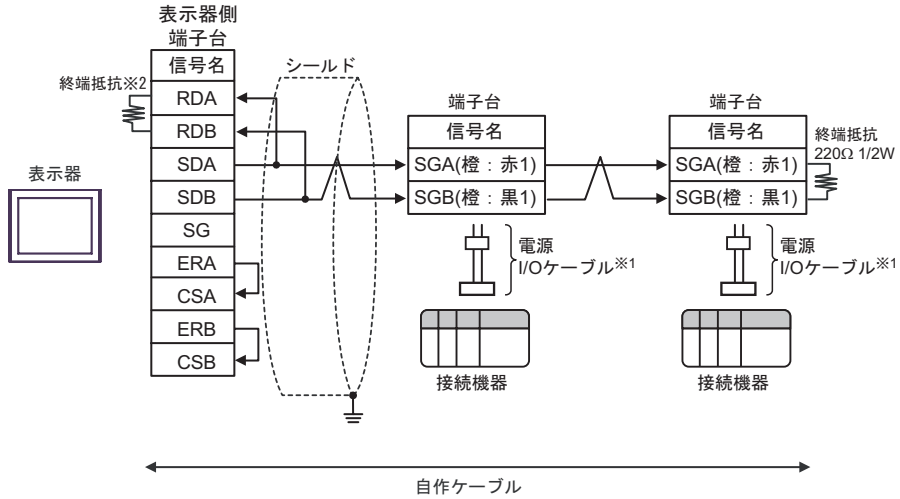 表示器側
端子台
信号名
RDA
RDB
SDA
SDB
SG
ERA
CSA
ERB
CSB
終端抵抗※2
シールド
表示器
端子台
信号名
SGA(橙：赤1)
SGB(橙：黒1)
電源
I/Oケーブル※1
接続機器
端子台
信号名
SGA(橙：赤1)
SGB(橙：黒1)
終端抵抗
220Ω 1/2W
電源
I/Oケーブル※1
接続機器
自作ケーブル